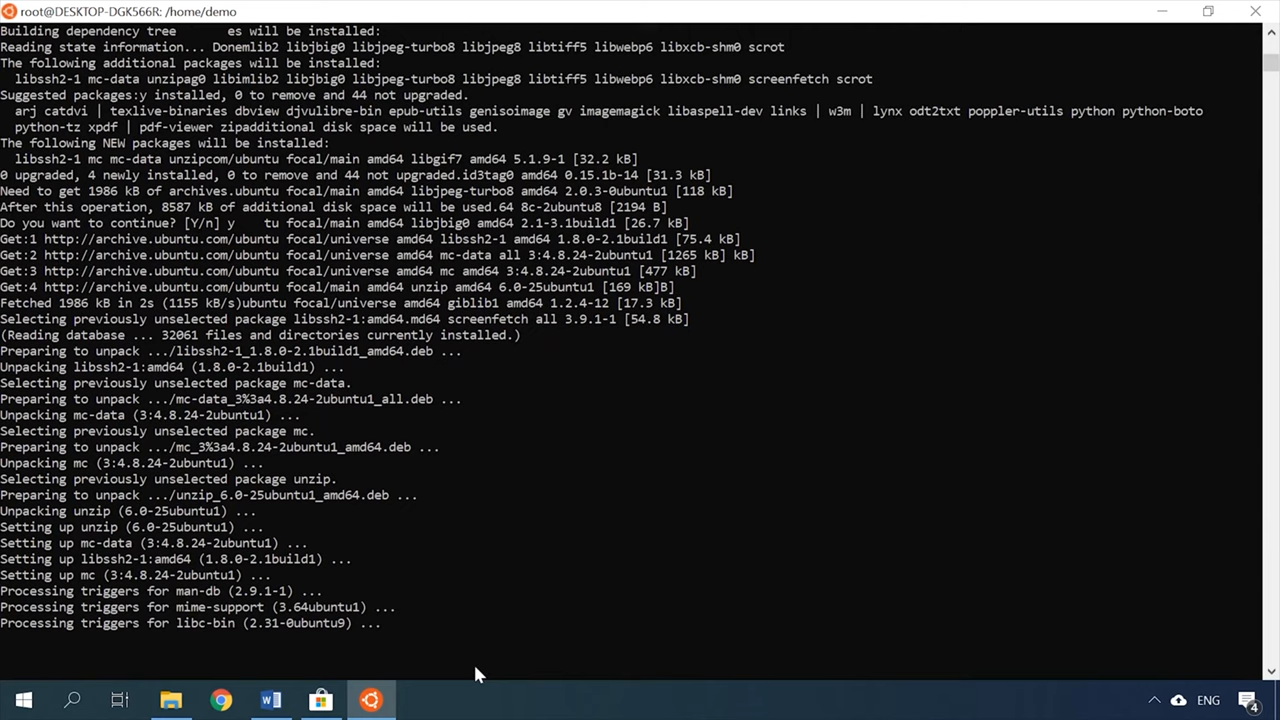 root@DESKTOP-DGK566R: /home/demo
Building dependency tree       es will be installed:
Reading state information... Donemlib2 libjbig0 libjpeg-turbo8 libjpeg8 libtiff5 libwebp6 libxcb-shm0 scrot
The following additional packages will be installed:
  libssh2-1 mc-data unzipag0 libimlib2 libjbig0 libjpeg-turbo8 libjpeg8 libtiff5 libwebp6 libxcb-shm0 screenfetch scrot
Suggested packages:y installed, 0 to remove and 44 not upgraded.
  arj catdvi | texlive-binaries dbview djvulibre-bin epub-utils genisoimage gv imagemagick libaspell-dev links | w3m | lynx odt2txt poppler-utils python python-boto
  python-tz xpdf | pdf-viewer zipadditional disk space will be used.
The following NEW packages will be installed:
  libssh2-1 mc mc-data unzipcom/ubuntu focal/main amd64 libgif7 amd64 5.1.9-1 [32.2 kB]
0 upgraded, 4 newly installed, 0 to remove and 44 not upgraded.id3tag0 amd64 0.15.1b-14 [31.3 kB]
Need to get 1986 kB of archives.ubuntu focal/main amd64 libjpeg-turbo8 amd64 2.0.3-0ubuntu1 [118 kB]
After this operation, 8587 kB of additional disk space will be used.64 8c-2ubuntu8 [2194 B]
Do you want to continue? [Y/n] y    tu focal/main amd64 libjbig0 amd64 2.1-3.1build1 [26.7 kB]
Get:1 http://archive.ubuntu.com/ubuntu focal/universe amd64 libssh2-1 amd64 1.8.0-2.1build1 [75.4 kB]
Get:2 http://archive.ubuntu.com/ubuntu focal/universe amd64 mc-data all 3:4.8.24-2ubuntu1 [1265 kB] kB]
Get:3 http://archive.ubuntu.com/ubuntu focal/universe amd64 mc amd64 3:4.8.24-2ubuntu1 [477 kB]
Get:4 http://archive.ubuntu.com/ubuntu focal/universe amd64 unzip amd64 6.0-25ubuntu1 [169 kB]B]
Fetched 1986 kB in 2s (1155 kB/s)ubuntu focal/universe amd64 giblib1 amd64 1.2.4-12 [17.3 kB]
Selecting previously unselected package libssh2-1:amd64.md64 screenfetch all 3.9.1-1 [54.8 kB]
(Reading database ... 32061 files and directories currently installed.)
Preparing to unpack .../libssh2-1_1.8.0-2.1build1_amd64.deb ...
Unpacking libssh2-1:amd64 (1.8.0-2.1build1) ...
Selecting previously unselected package mc-data.
Preparing to unpack .../mc-data_3%3a4.8.24-2ubuntu1_all.deb ...
Unpacking mc-data (3:4.8.24-2ubuntu1) ...
Selecting previously unselected package mc.
Preparing to unpack .../mc_3%3a4.8.24-2ubuntu1_amd64.deb ...
Unpacking mc (3:4.8.24-2ubuntu1) ...
Selecting previously unselected package unzip.
Preparing to unpack .../unzip_6.0-25ubuntu1_amd64.deb ...
Unpacking unzip (6.0-25ubuntu1) ...
Setting up unzip (6.0-25ubuntu1) ...
Setting up mc-data (3:4.8.24-2ubuntu1) ...
Setting up libssh2-1:amd64 (1.8.0-2.1build1) ...
Setting up mc (3:4.8.24-2ubuntu1) ...
Processing triggers for man-db (2.9.1-1) ...
Processing triggers for mime-support (3.64ubuntu1) ...
Processing triggers for libc-bin (2.31-0ubuntu9) ...
ENG
4